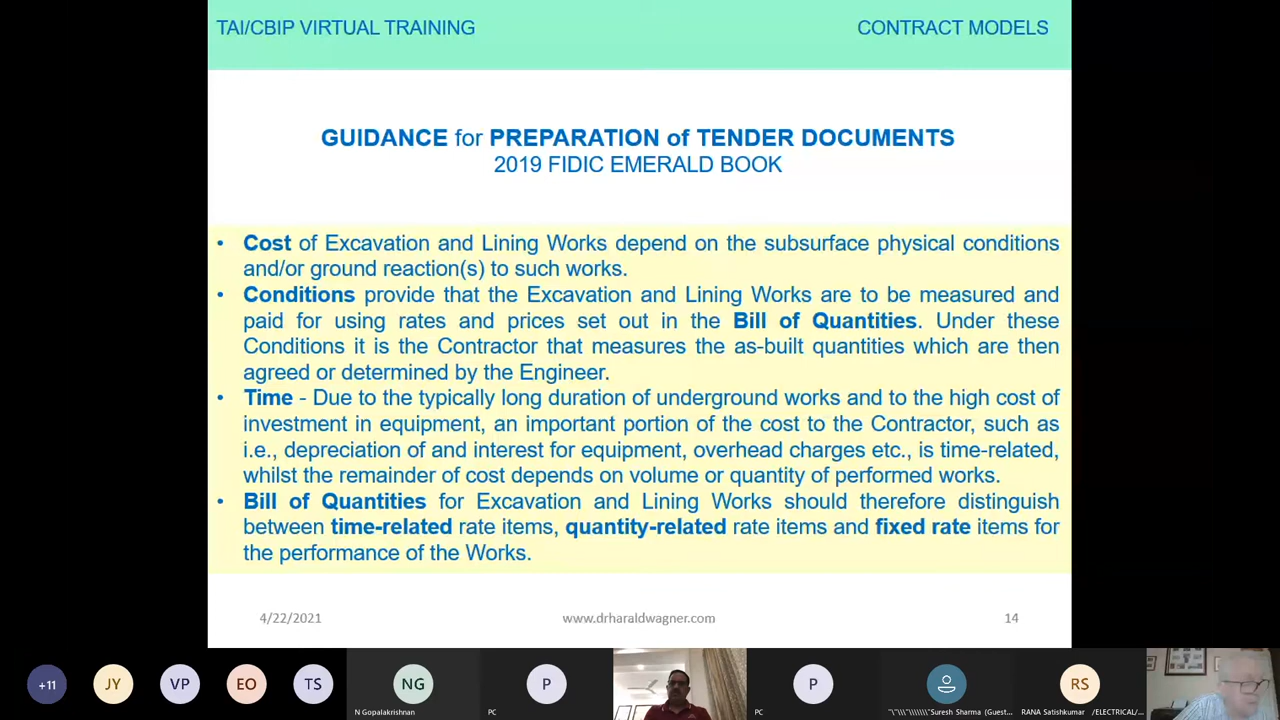 TAI/CBIP VIRTUAL TRAINING
CONTRACT MODELS
GUIDANCE for PREPARATION of TENDER DOCUMENTS
2019 FIDIC EMERALD BOOK
• Cost of Excavation and Lining Works depend on the subsurface physical conditions
and/or ground reaction(s) to such works.
• Conditions provide that the Excavation and Lining Works are to be measured and
paid for using rates and prices set out in the Bill of Quantities. Under these
Conditions it is the Contractor that measures the as-built quantities which are then
agreed or determined by the Engineer.
• Time - Due to the typically long duration of underground works and to the high cost of
investment in equipment, an important portion of the cost to the Contractor, such as
i.e., depreciation of and interest for equipment, overhead charges etc., is time-related,
whilst the remainder of cost depends on volume or quantity of performed works.
• Bill of Quantities for Excavation and Lining Works should therefore distinguish
between time-related rate items, quantity-related rate items and fixed rate items for
the performance of the Works.
4/22/2021
www.drharaldwagner.com
14
+11
JY
VP
EO
TS
NG
P
P
RS
N Gopalakrishnan
PC
PC
"\"\\\"\\\\\\\"Suresh Sharma (Guest...
RANA Satishkumar /ELECTRICAL/...